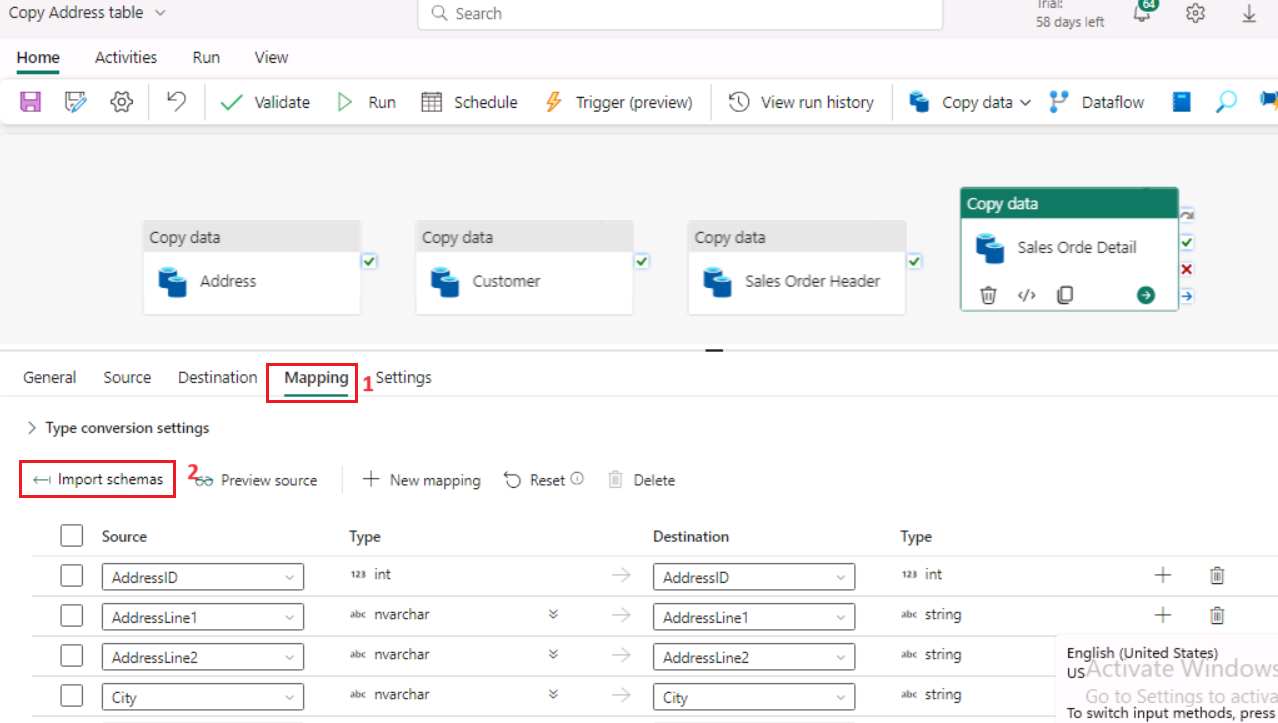 Copy Address table
Search
Trial:
58 days left
64
Home Activities Run View
Validate Run Schedule Trigger (preview) View run history Copy data Dataflow
Copy data
Address
Copy data
Customer
Copy data
Sales Order Header
Copy data
Sales Orde Detail
General Source Destination Mapping 1 Settings
Type conversion settings
Import schemas 2 Preview source New mapping Reset Delete
Source Type Destination Type
AddressID 123 int AddressID 123 int
AddressLine1 abc nvarchar AddressLine1 abc string
AddressLine2 abc nvarchar AddressLine2 abc string
City abc nvarchar City abc string
English (United States)
US
Activate Windows
Go to Settings to activa
To switch input methods, press